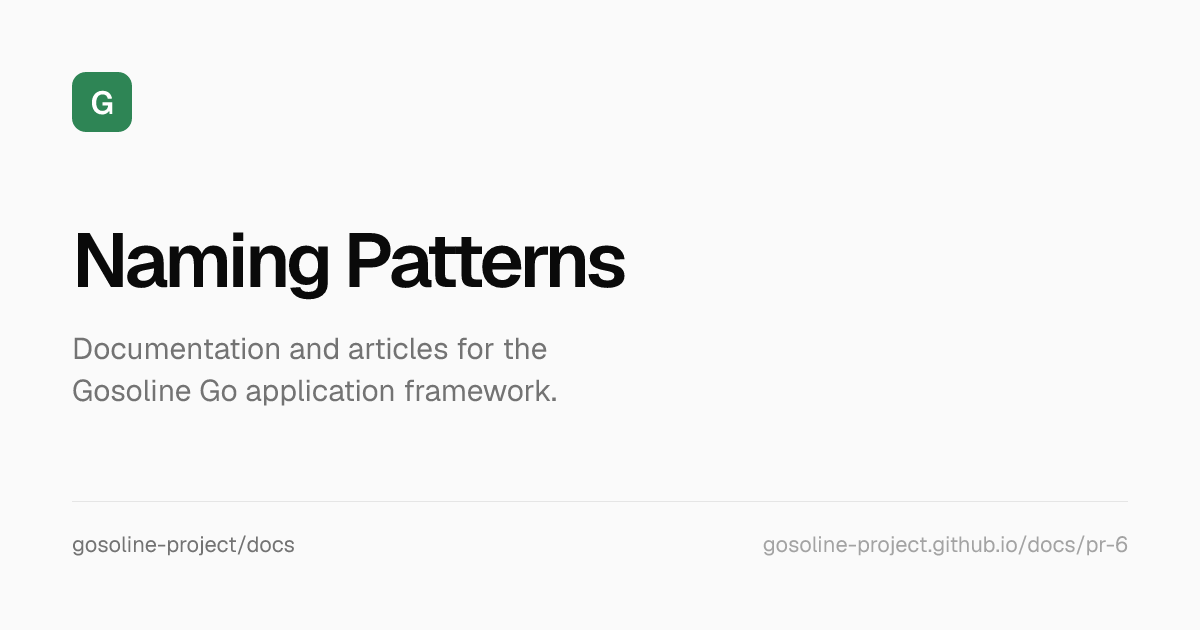 G
Naming Patterns
Documentation and articles for the
Gosoline Go application framework.
gosoline-project/docs
gosoline-project.github.io/docs/pr-6